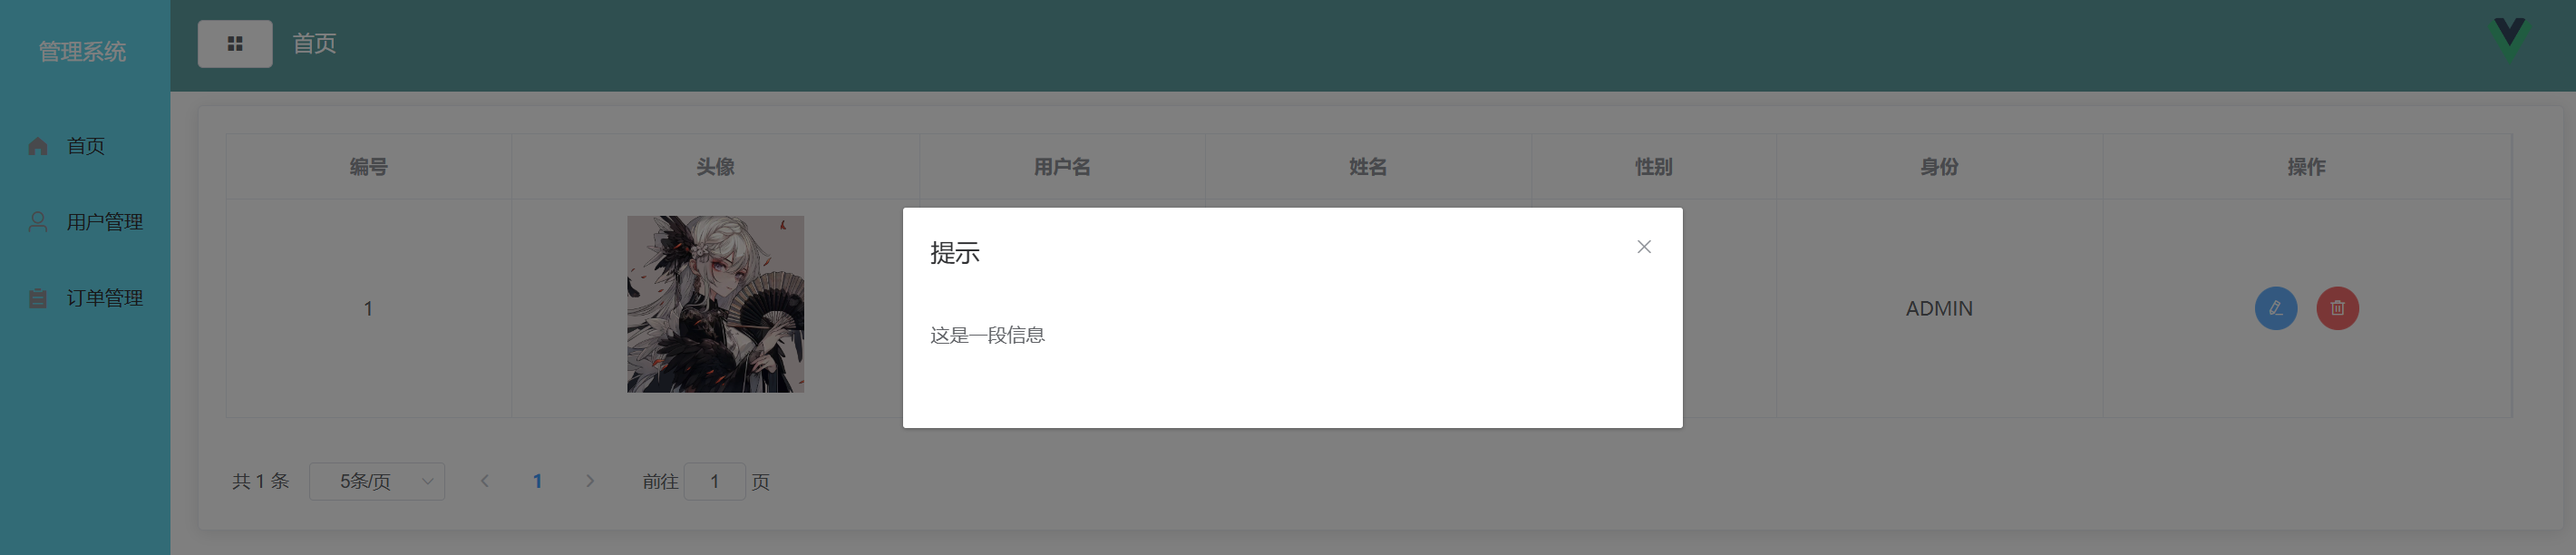 管理系统
首页
首页
用户管理
订单管理
编号 头像 用户名 姓名 性别 身份 操作
1 ADMIN
提示
这是一段信息
共 1 条 5条/页 1 前往 1 页